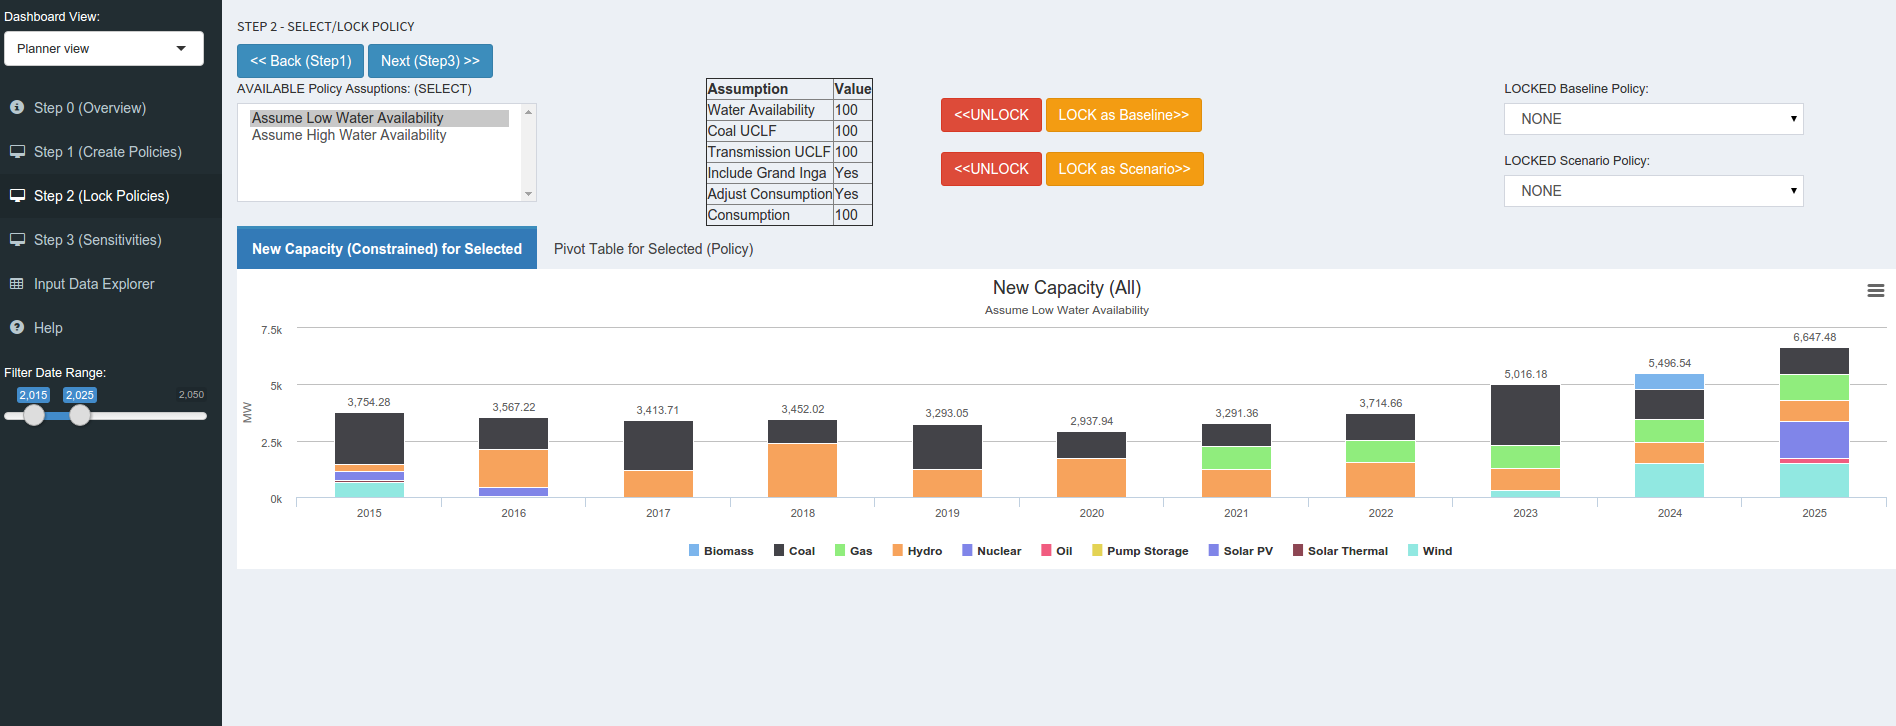 Dashboard View:
Planner view
Step 0 (Overview)
Step 1 (Create Policies)
Step 2 (Lock Policies)
Step 3 (Sensitivities)
Input Data Explorer
Help
Filter Date Range:
2,015 2,025 2,050
STEP 2 - SELECT/LOCK POLICY
<< Back (Step1) Next (Step3) >>
AVAILABLE Policy Assuptions: (SELECT)
Assume Low Water Availability
Assume High Water Availability
Assumption Value
Water Availability 100
Coal UCLF 100
Transmission UCLF 100
Include Grand Inga Yes
Adjust Consumption Yes
Consumption 100
<<UNLOCK LOCK as Baseline>>
<<UNLOCK LOCK as Scenario>>
LOCKED Baseline Policy:
NONE
LOCKED Scenario Policy:
NONE
New Capacity (Constrained) for Selected Pivot Table for Selected (Policy)
New Capacity (All)
Assume Low Water Availability
MW
7.5k
5k
2.5k
0k
3,754.28 3,567.22 3,413.71 3,452.02 3,293.05 2,937.94 3,291.36 3,714.66 5,016.18 5,496.54 6,647.48
2015 2016 2017 2018 2019 2020 2021 2022 2023 2024 2025
Biomass Coal Gas Hydro Nuclear Oil Pump Storage Solar PV Solar Thermal Wind